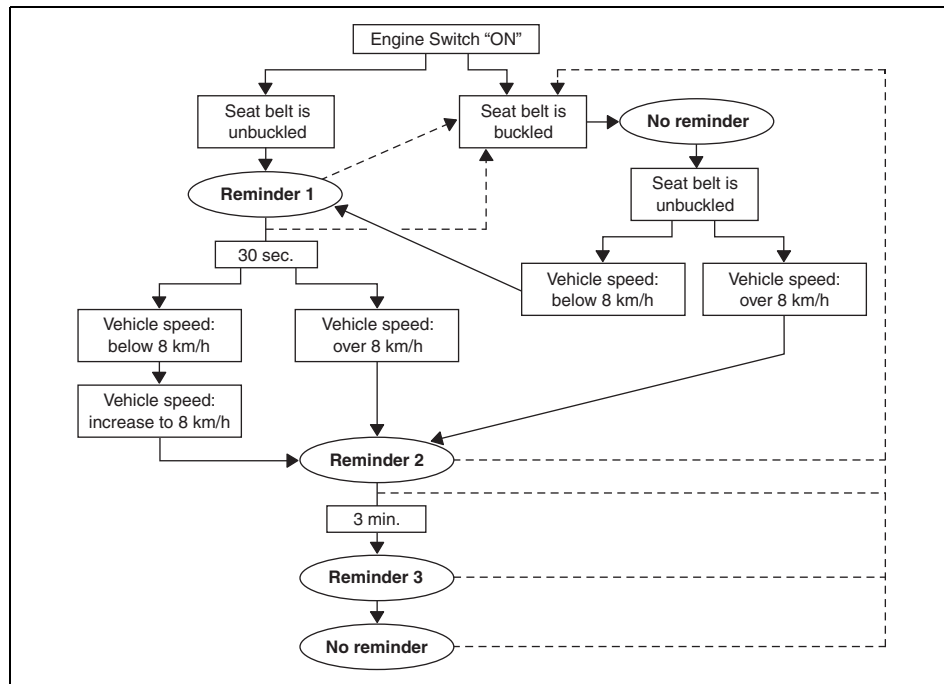 Engine Switch “ON”
Seat belt is
unbuckled
Seat belt is
buckled
No reminder
Reminder 1
Seat belt is
unbuckled
30 sec.
Vehicle speed:
below 8 km/h
Vehicle speed:
over 8 km/h
Vehicle speed:
below 8 km/h
Vehicle speed:
over 8 km/h
Vehicle speed:
increase to 8 km/h
Reminder 2
3 min.
Reminder 3
No reminder